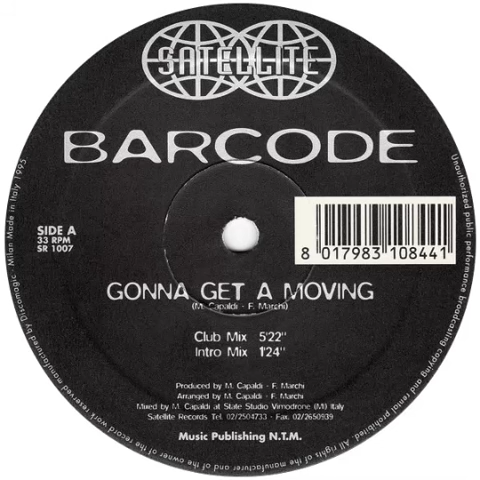 SATELLITE
BARCODE
SIDE A
33 RPM
SR 1007
8 017983 108441
GONNA GET A MOVING
(M. Capaldi - F. Marchi)
Club Mix 5'22"
Intro Mix 1'24"
Produced by M. Capaldi - F. Marchi
Arranged by M. Capaldi - F. Marchi
Mixed by M. Capaldi at State Studio Vimodrone (MI) Italy
Satellite Records Tel. 02/2504733 - Fax. 02/2650939
Music Publishing N.T.M.
Unauthorized public performance broadcasting copying and rental prohibited. All rights of the manufacturer and of the owner of the record work reserved manufactured by Discomagic - Milan Made in Italy 1995